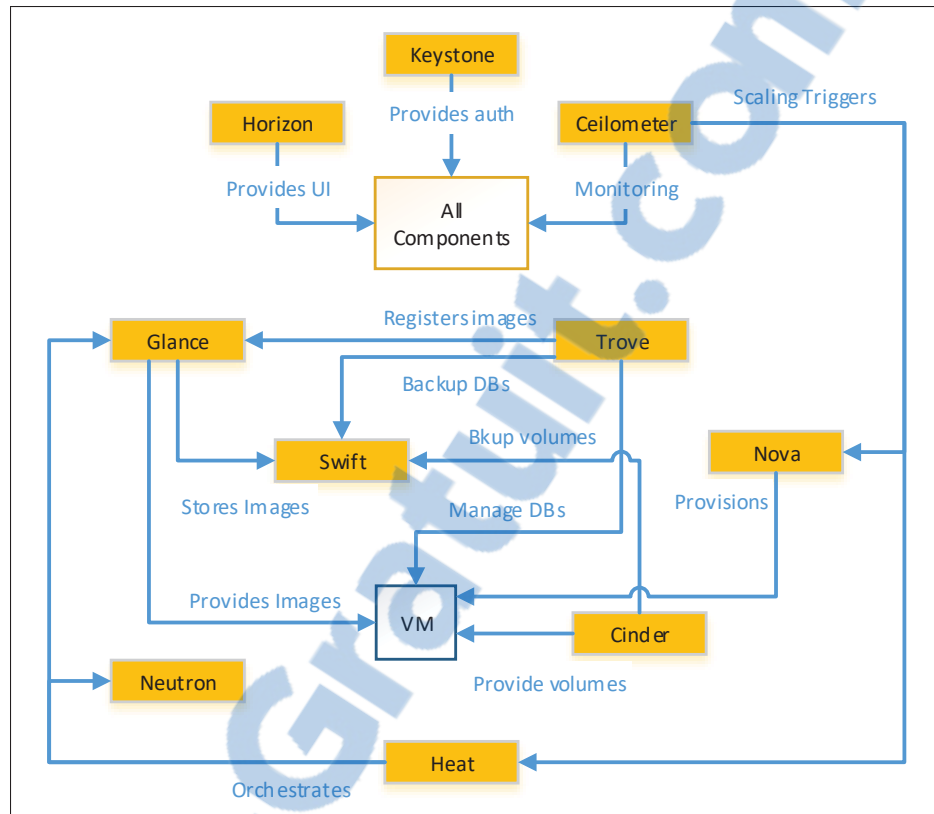 Keystone
Scaling Triggers
Provides auth
Horizon
Ceilometer
Provides UI
Monitoring
All
Components
Registers images
Glance
Trove
Backup DBs
Bkup volumes
Swift
Nova
Stores Images
Manage DBs
Provisions
Provides Images
VM
Cinder
Provide volumes
Neutron
Heat
Orchestrates
Gratuit.com